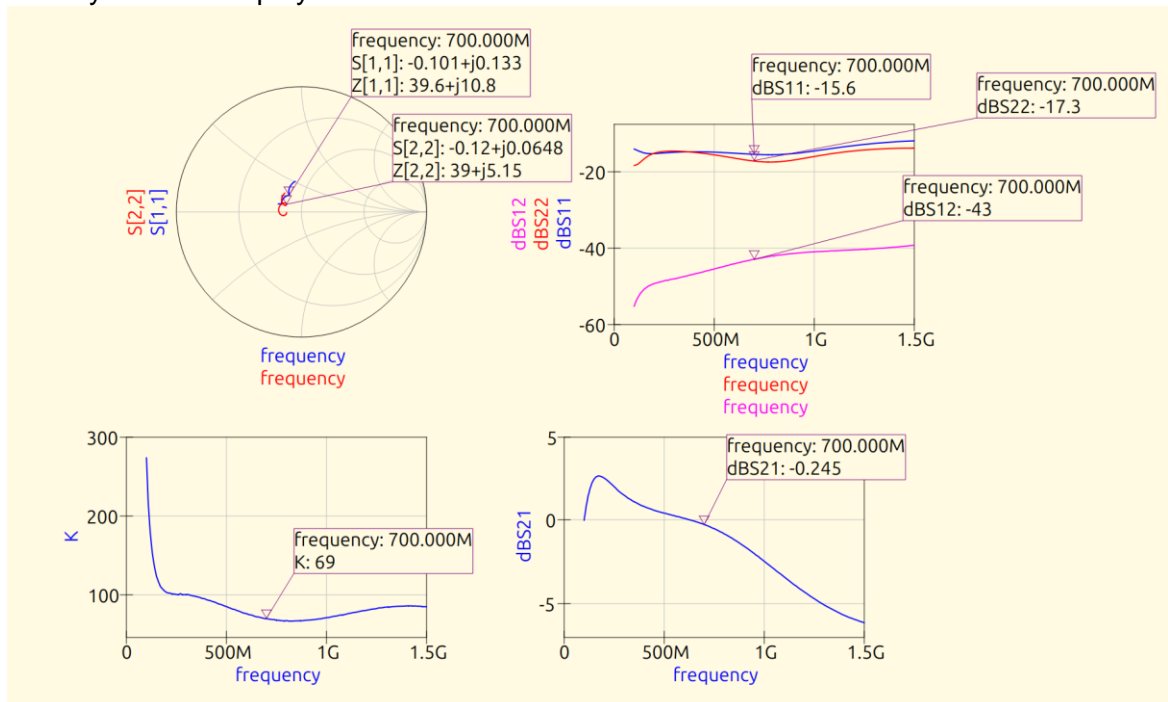 frequency: 700.000M
S[1,1]: -0.101+j0.133
Z[1,1]: 39.6+j10.8
frequency: 700.000M
S[2,2]: -0.12+j0.0648
Z[2,2]: 39+j5.15
S[2,2]
S[1,1]
frequency
frequency
frequency: 700.000M
dBS11: -15.6
frequency: 700.000M
dBS22: -17.3
frequency: 700.000M
dBS12: -43
dBS12
dBS22
dBS11
-20
-40
-60
0
500M
1G
1.5G
frequency
frequency
frequency
300
200
100
K
frequency: 700.000M
K: 69
0
500M
1G
1.5G
frequency
5
0
-5
dBS21
frequency: 700.000M
dBS21: -0.245
0
500M
1G
1.5G
frequency